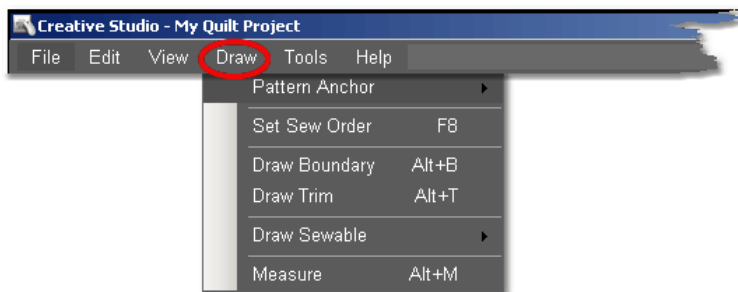 Creative Studio - My Quilt Project
File Edit View Draw Tools Help
Pattern Anchor
Set Sew Order F8
Draw Boundary Alt+B
Draw Trim Alt+T
Draw Sewable
Measure Alt+M